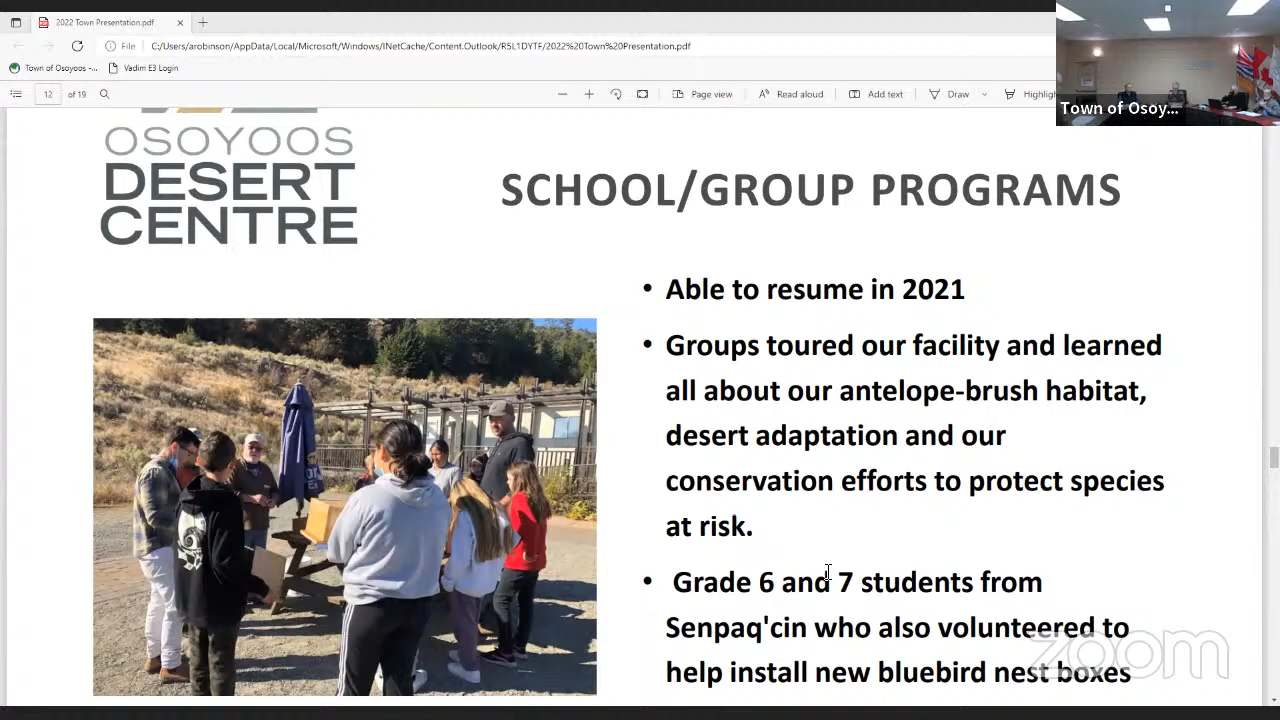 2022 Town Presentation.pdf
File
C:/Users/arobinson/AppData/Local/Microsoft/Windows/INetCache/Content.Outlook/R5L1DYTF/2022%20Town%20Presentation.pdf
Town of Osoyoos -...
Vadim E3 Login
12 of 19
Page view
Read aloud
Add text
Draw
Highligh
Town of Osoy...
OSOYOOS
DESERT
CENTRE
SCHOOL/GROUP PROGRAMS
• Able to resume in 2021
• Groups toured our facility and learned
all about our antelope-brush habitat,
desert adaptation and our
conservation efforts to protect species
at risk.
• Grade 6 and 7 students from
Senpaq'cin who also volunteered to
help install new bluebird nest boxes
zoom